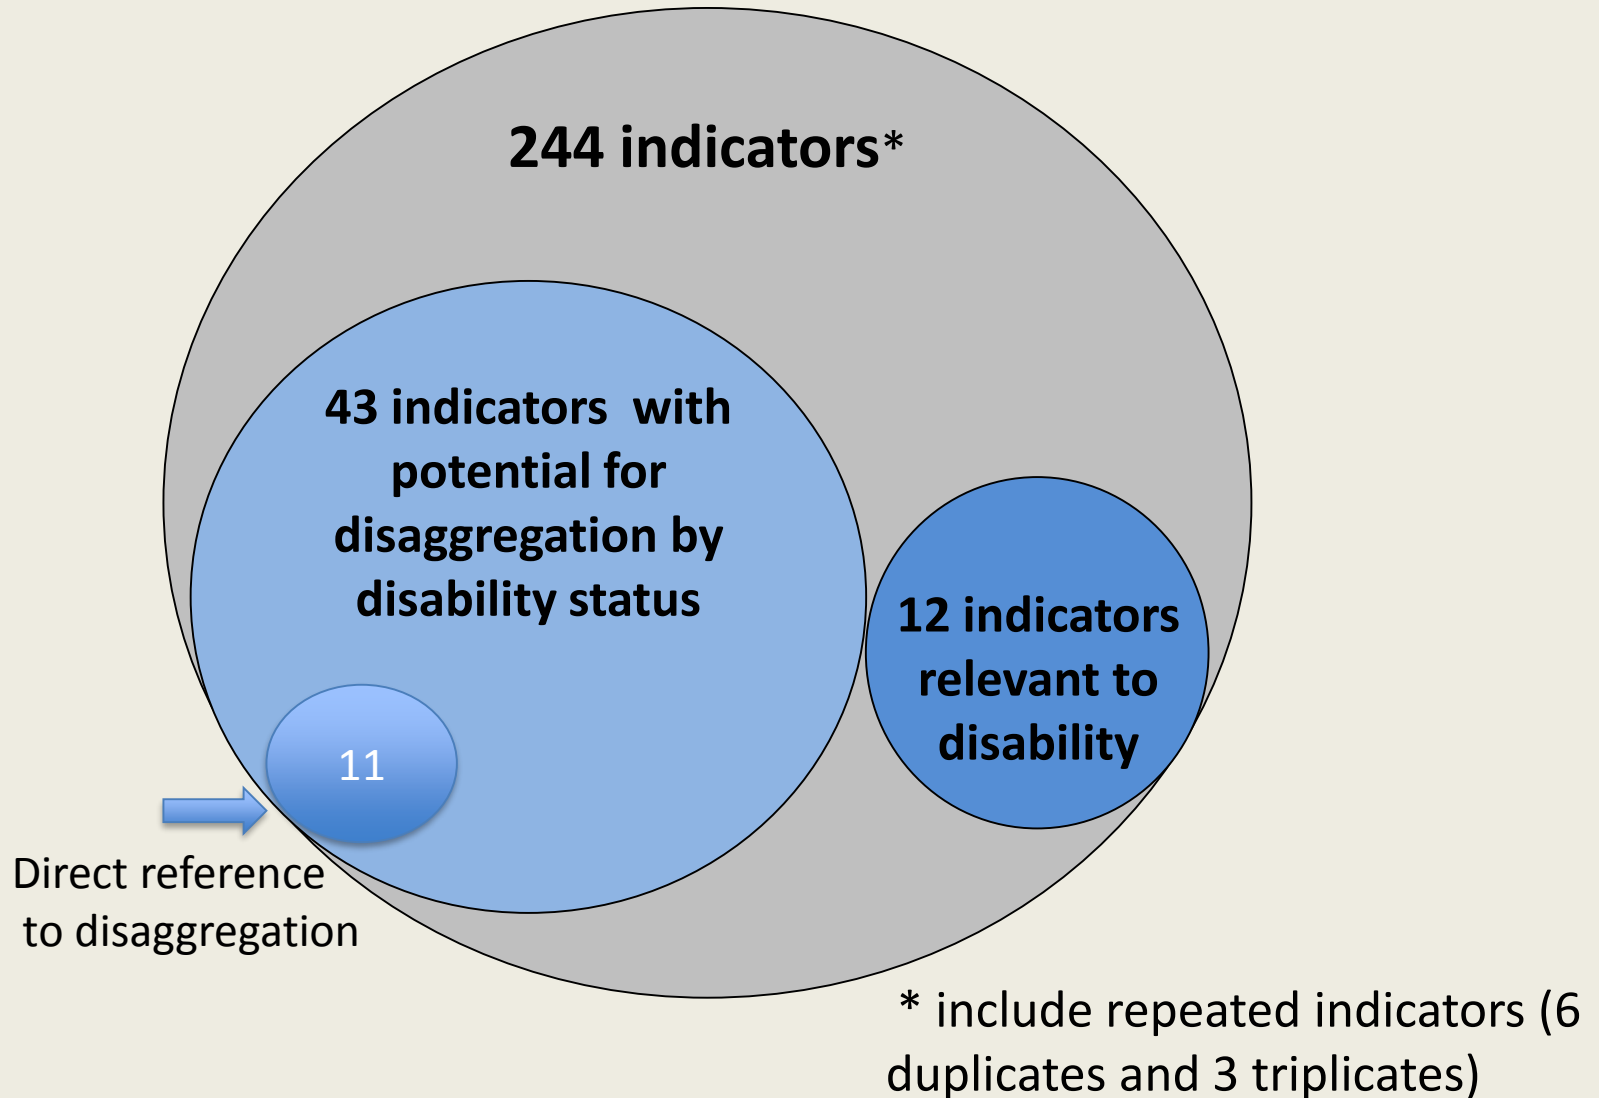 244 indicators*
43 indicators  with
potential for
disaggregation by
disability status
12 indicators
relevant to
disability
11
Direct reference
to disaggregation
* include repeated indicators (6
duplicates and 3 triplicates)